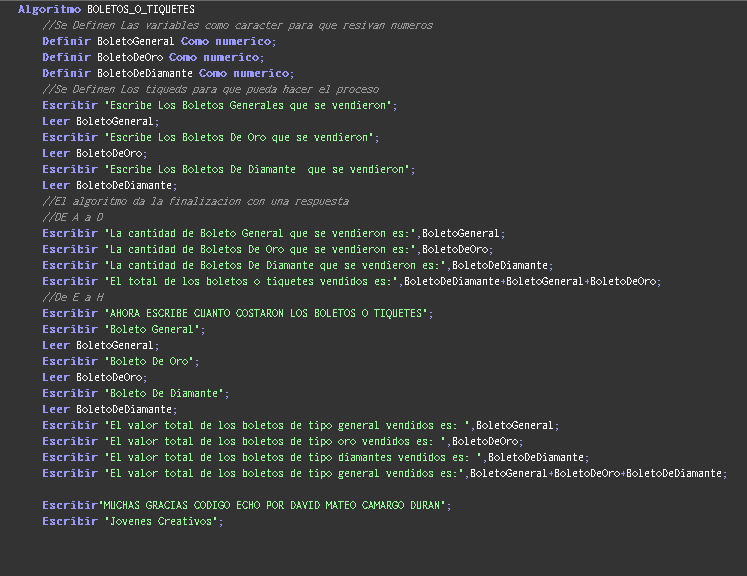 Algoritmo BOLETOS_O_TIQUETES
//Se Definen Las variables como caracter para que resivan numeros
Definir BoletoGeneral Como numerico;
Definir BoletoDeOro Como numerico;
Definir BoletoDeDiamante Como numerico;
//Se Definen Los tiqueds para que pueda hacer el proceso
Escribir "Escribe Los Boletos Generales que se vendieron";
Leer BoletoGeneral;
Escribir "Escribe Los Boletos De Oro que se vendieron";
Leer BoletoDeOro;
Escribir "Escribe Los Boletos De Diamante  que se vendieron";
Leer BoletoDeDiamante;
//El algoritmo da la finalizacion con una respuesta
//DE A a D
Escribir "La cantidad de Boleto General que se vendieron es:",BoletoGeneral;
Escribir "La cantidad de Boletos De Oro que se vendieron es:",BoletoDeOro;
Escribir "La cantidad de Boletos De Diamante que se vendieron es:",BoletoDeDiamante;
Escribir "El total de los boletos o tiquetes vendidos es:",BoletoDeDiamante+BoletoGeneral+BoletoDeOro;
//De E a H
Escribir "AHORA ESCRIBE CUANTO COSTARON LOS BOLETOS O TIQUETES";
Escribir "Boleto General";
Leer BoletoGeneral;
Escribir "Boleto De Oro";
Leer BoletoDeOro;
Escribir "Boleto De Diamante";
Leer BoletoDeDiamante;
Escribir "El valor total de los boletos de tipo general vendidos es: ",BoletoGeneral;
Escribir "El valor total de los boletos de tipo oro vendidos es: ",BoletoDeOro;
Escribir "El valor total de los boletos de tipo diamantes vendidos es: ",BoletoDeDiamante;
Escribir "El valor total de los boletos de tipo general vendidos es:",BoletoGeneral+BoletoDeOro+BoletoDeDiamante;
Escribir"MUCHAS GRACIAS CODIGO ECHO POR DAVID MATEO CAMARGO DURAN";
Escribir "Jovenes Creativos";